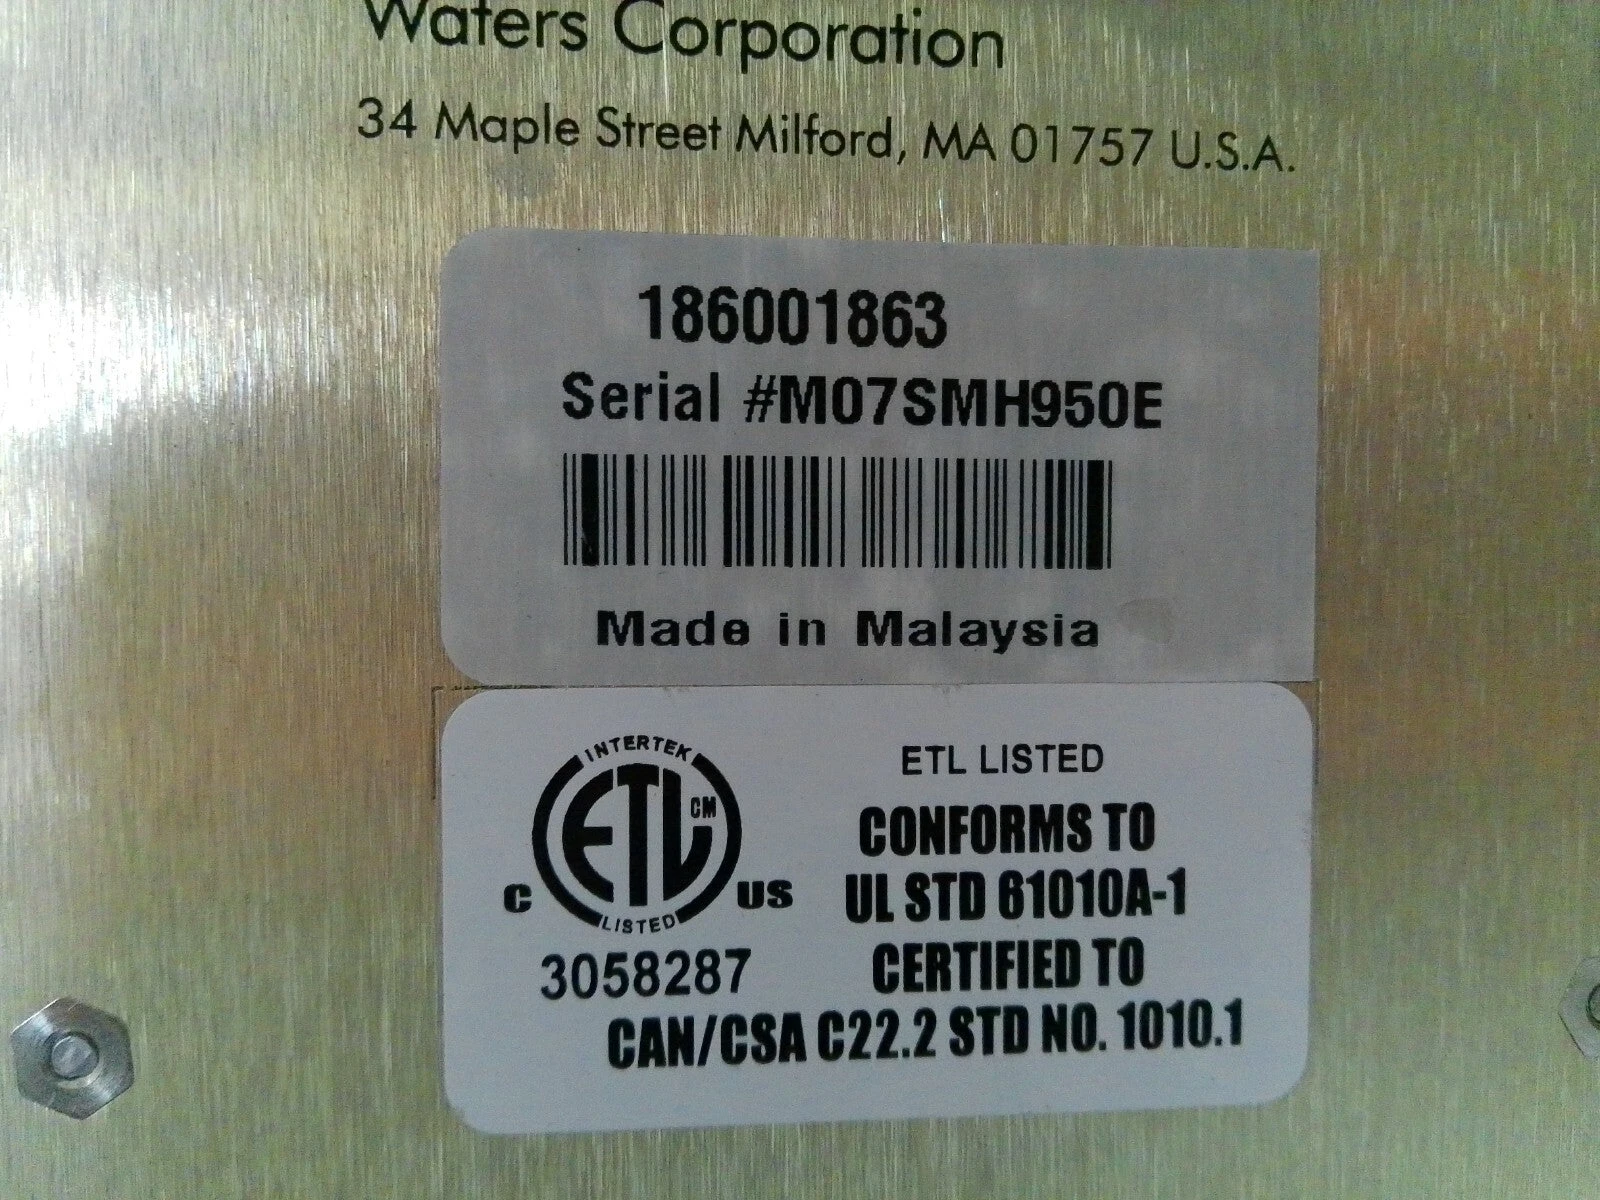 Waters Corporation
34 Maple Street Milford, MA 01757 U.S.A.
186001863
Serial #M07SMH950E
Made in Malaysia
INTERTEK
ETL CM
LISTED
C US
3058287
ETL LISTED
CONFORMS TO
UL STD 61010A-1
CERTIFIED TO
CAN/CSA C22.2 STD NO. 1010.1